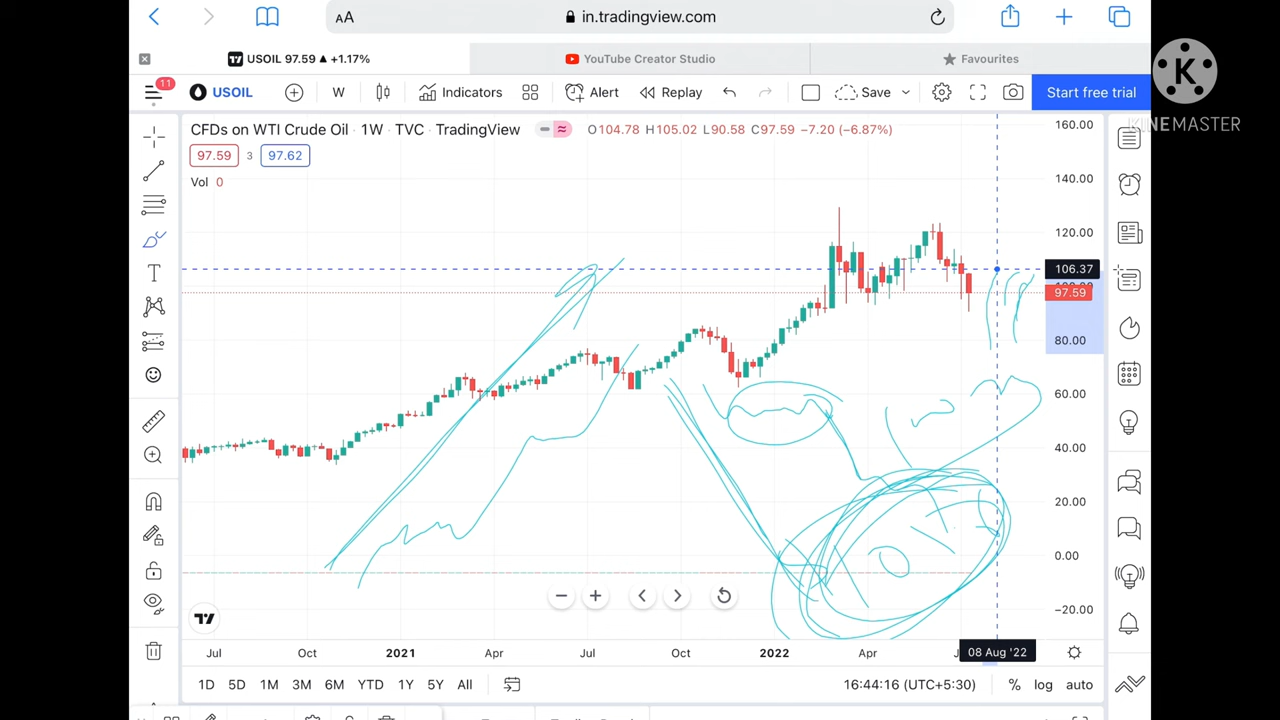 AA in.tradingview.com
USOIL 97.59 ▲ +1.17% YouTube Creator Studio Favourites
K
KINEMASTER
11
USOIL W Indicators Alert Replay Save Start free trial
CFDs on WTI Crude Oil · 1W · TVC · TradingView O104.78 H105.02 L90.58 C97.59 −7.20 (−6.87%)
97.59 3 97.62
Vol 0
160.00
140.00
120.00
106.37
97.59
80.00
60.00
40.00
20.00
0.00
−20.00
Jul Oct 2021 Apr Jul Oct 2022 Apr 08 Aug '22
1D 5D 1M 3M 6M YTD 1Y 5Y All 16:44:16 (UTC+5:30) % log auto